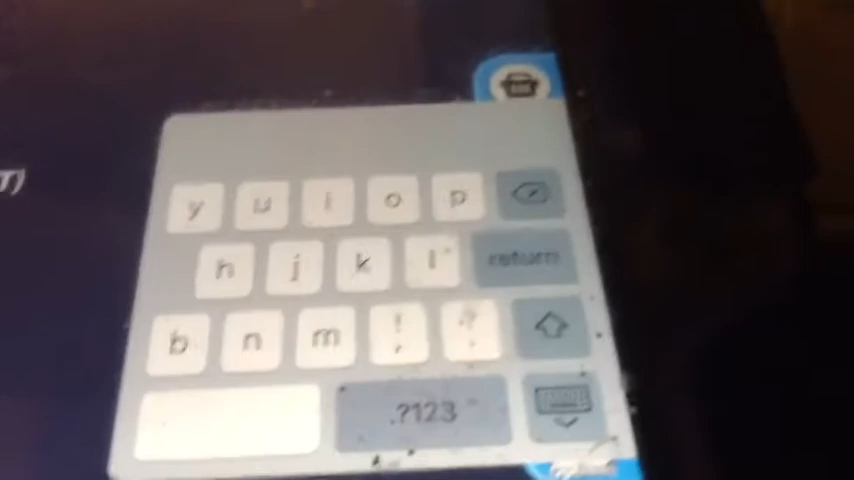 T)
y u i o p
h j k l return
b n m ! , ? .
.?123